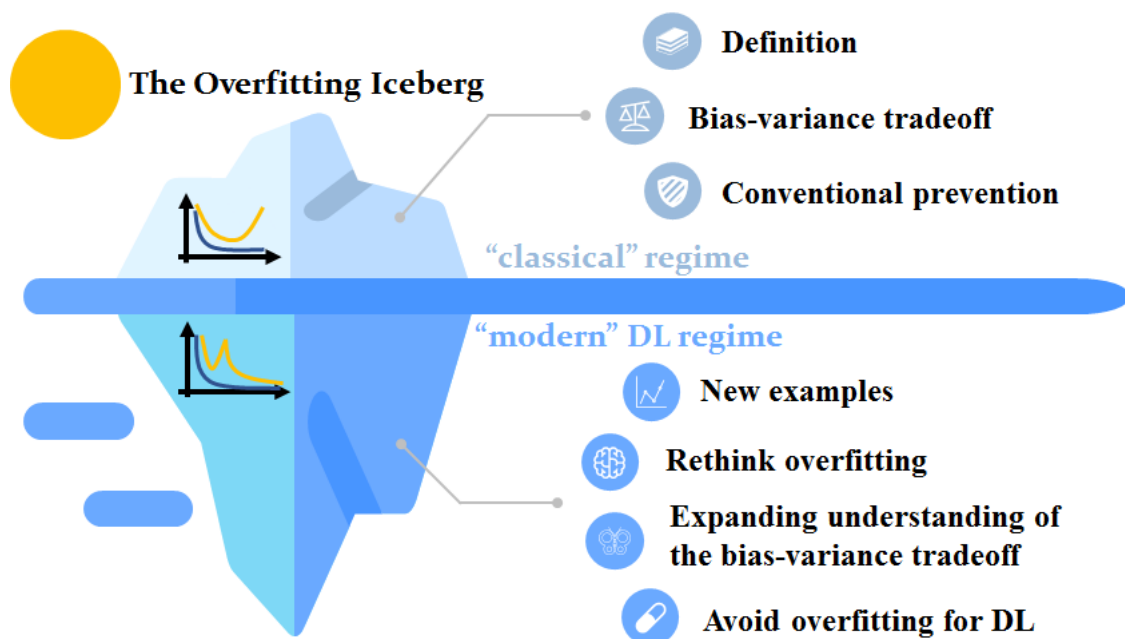 The Overfitting Iceberg
Definition
Bias-variance tradeoff
Conventional prevention
“classical” regime
“modern” DL regime
New examples
Rethink overfitting
Expanding understanding of
the bias-variance tradeoff
Avoid overfitting for DL